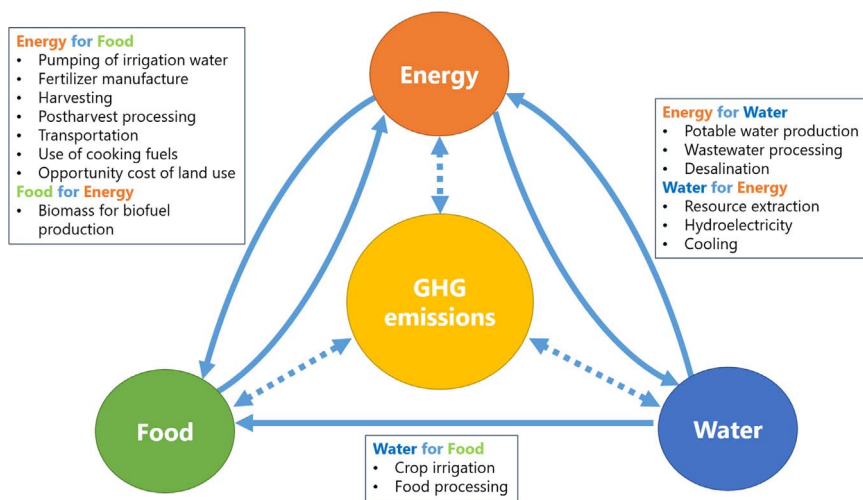 Energy for Food
• Pumping of irrigation water
• Fertilizer manufacture
• Harvesting
• Postharvest processing
• Transportation
• Use of cooking fuels
• Opportunity cost of land use
Food for Energy
• Biomass for biofuel
production
Energy
Energy for Water
• Potable water production
• Wastewater processing
• Desalination
Water for Energy
• Resource extraction
• Hydroelectricity
• Cooling
GHG
emissions
Food
Water
Water for Food
• Crop irrigation
• Food processing